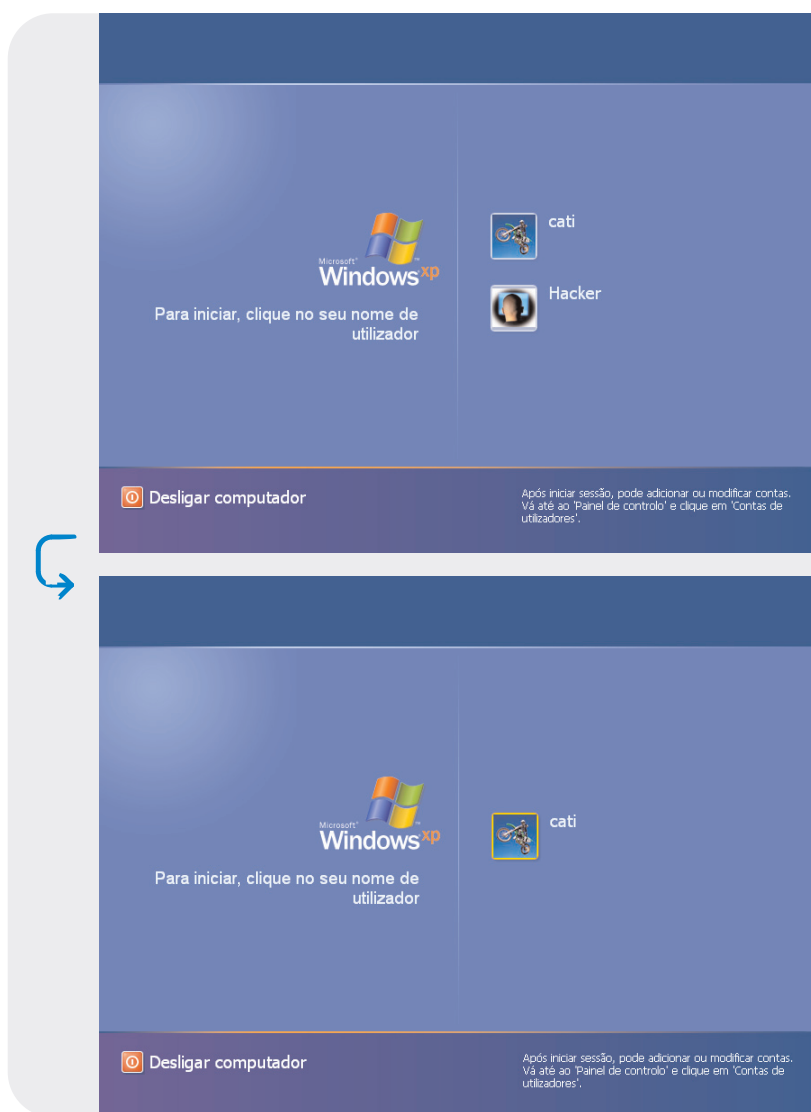 cati
Microsoft®
Windows xp
Hacker
Para iniciar, clique no seu nome de
utilizador
Desligar computador
Após iniciar sessão, pode adicionar ou modificar contas.
Vá até ao 'Painel de controlo' e clique em 'Contas de
utilizadores'.
cati
Microsoft®
Windows xp
Para iniciar, clique no seu nome de
utilizador
Desligar computador
Após iniciar sessão, pode adicionar ou modificar contas.
Vá até ao 'Painel de controlo' e clique em 'Contas de
utilizadores'.